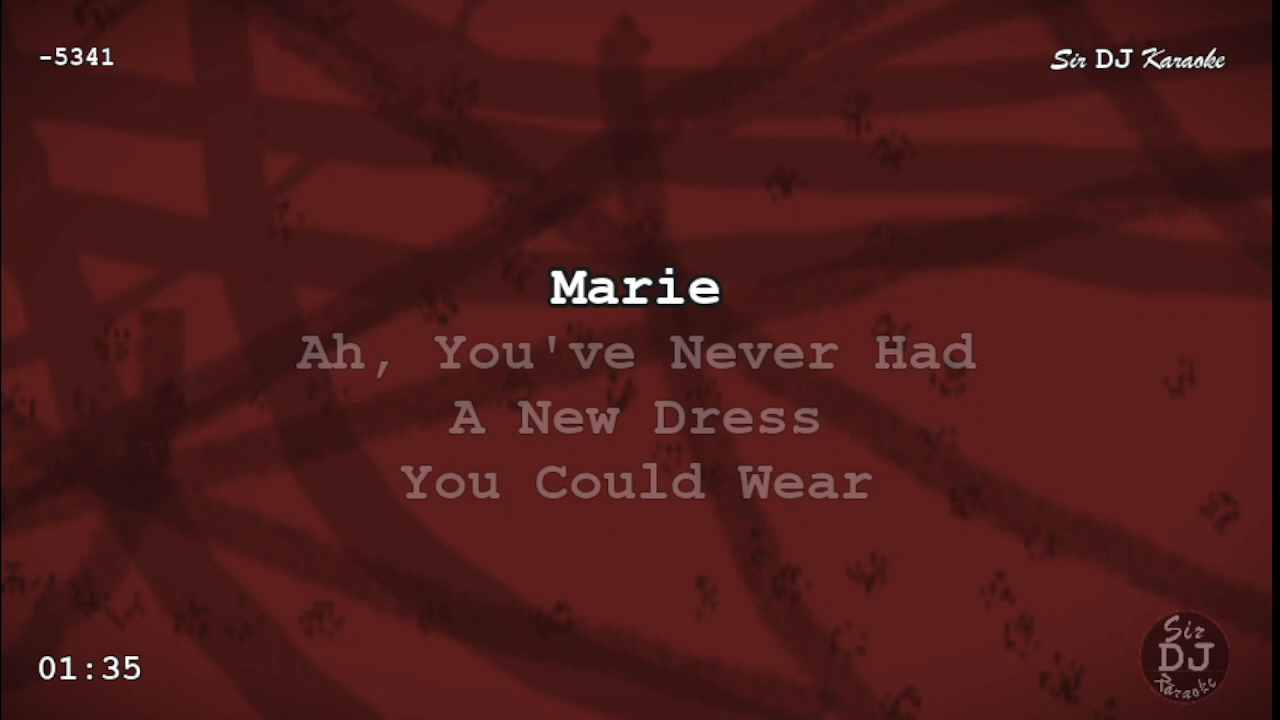 -5341
Sir DJ Karaoke
Marie
Ah, You've Never Had
A New Dress
You Could Wear
01:35
Sir
DJ
Karaoke